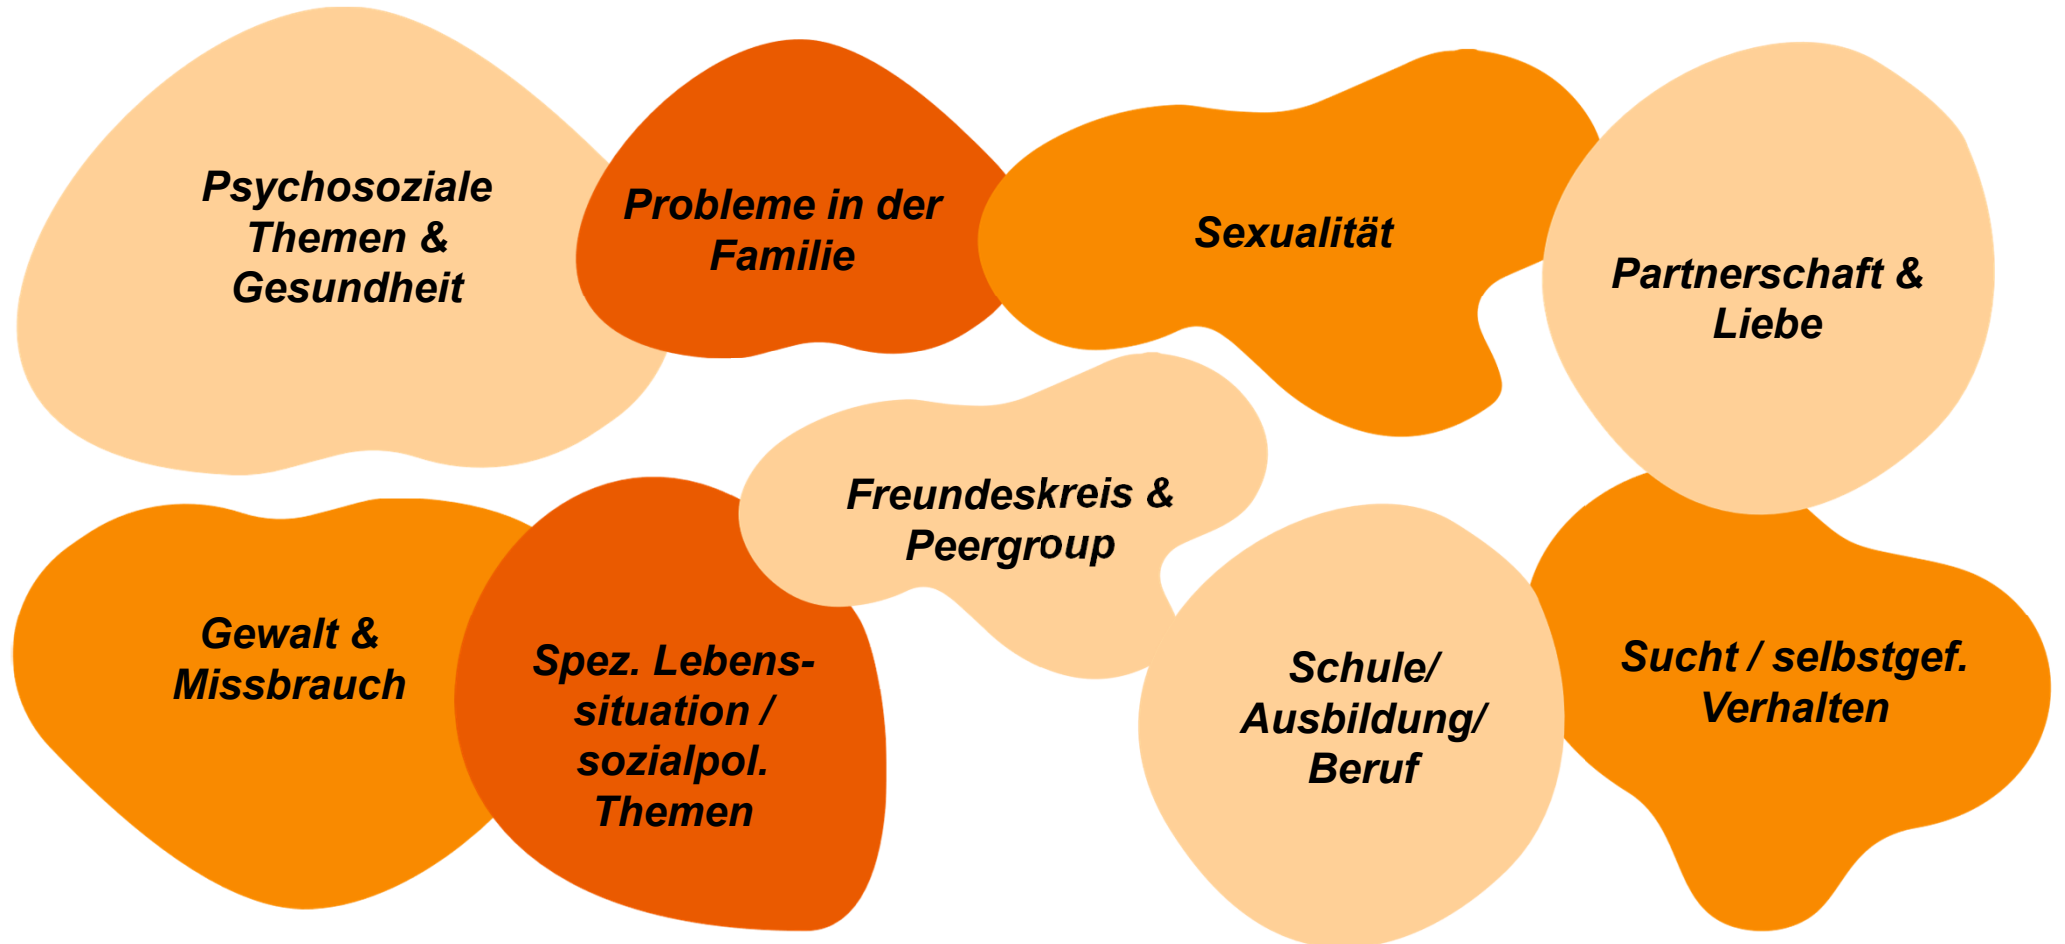 Psychosoziale
Themen &
Gesundheit
Probleme in der
Familie
Sexualität
Partnerschaft &
Liebe
Freundeskreis &
Peergroup
Gewalt &
Missbrauch
Spez. Lebens-
situation /
sozialpol.
Themen
Schule/
Ausbildung/
Beruf
Sucht / selbstgef.
Verhalten